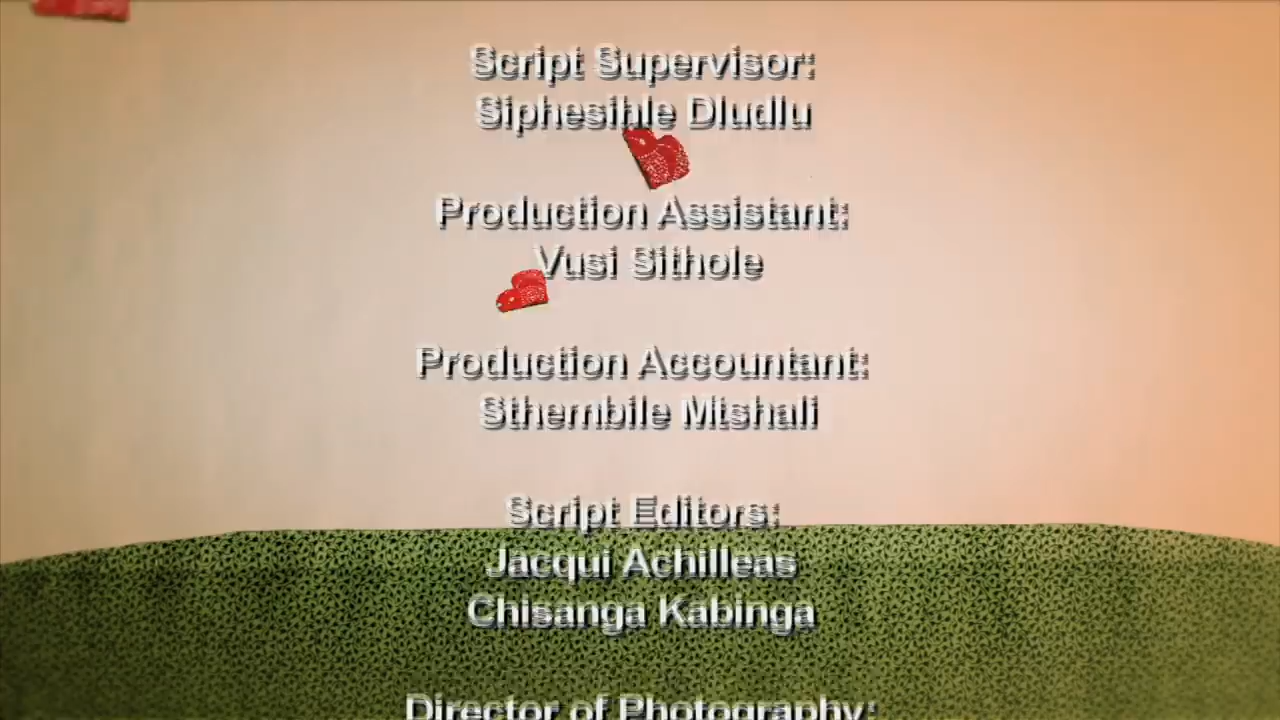 Script Supervisor:
Siphesihle Dludlu
Production Assistant:
Vusi Sithole
Production Accountant:
Sthembile Mtshali
Script Editors:
Jacqui Achilleas
Chisanga Kabinga
Director of Photography: